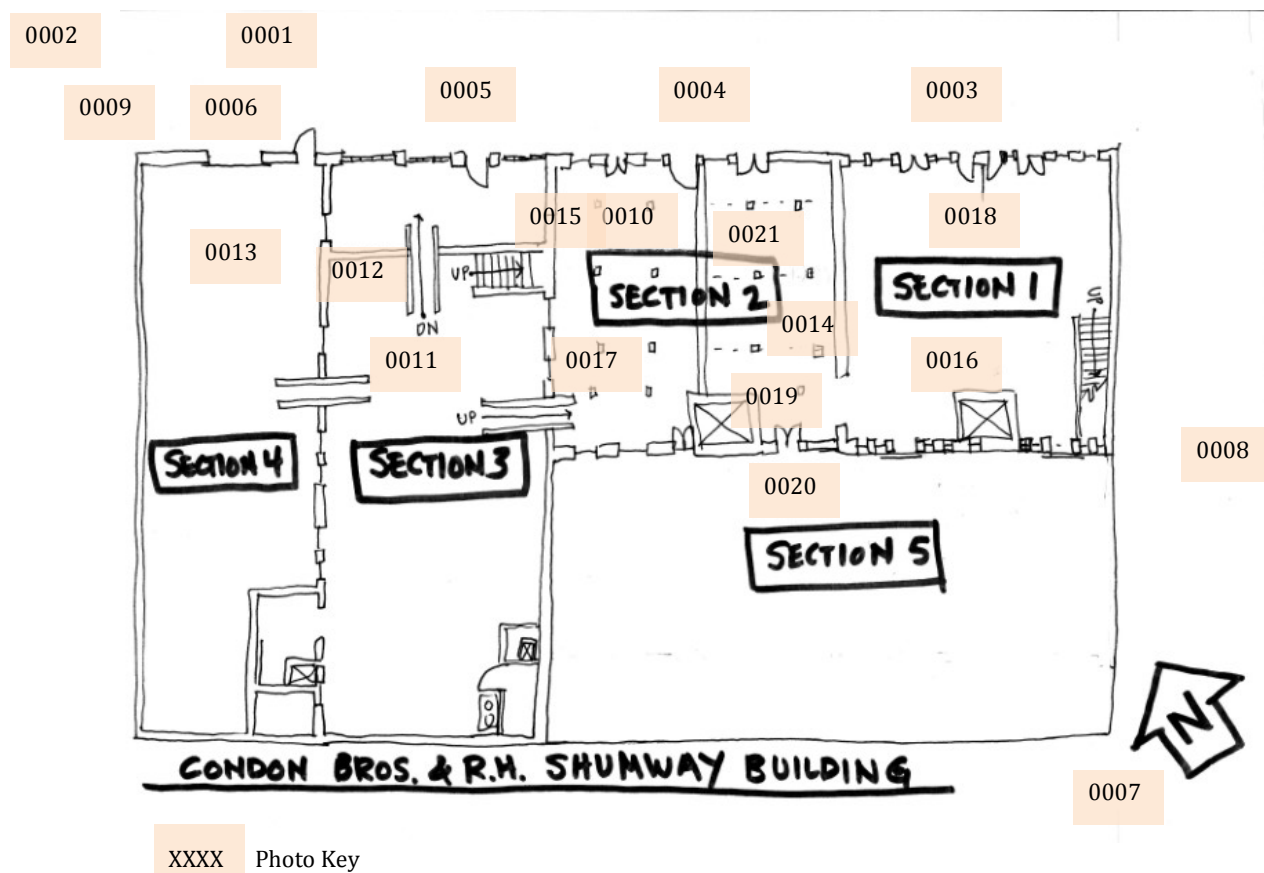 0002
0001
0009
0006
0005
0004
0003
0015
0010
0018
0013
0012
0021
UP
SECTION 2
SECTION 1
UP
DN
0014
0011
0017
0016
0019
UP
SECTION 4
SECTION 3
0008
0020
SECTION 5
N
CONDON BROS. & R.H. SHUMWAY BUILDING
0007
XXXX Photo Key